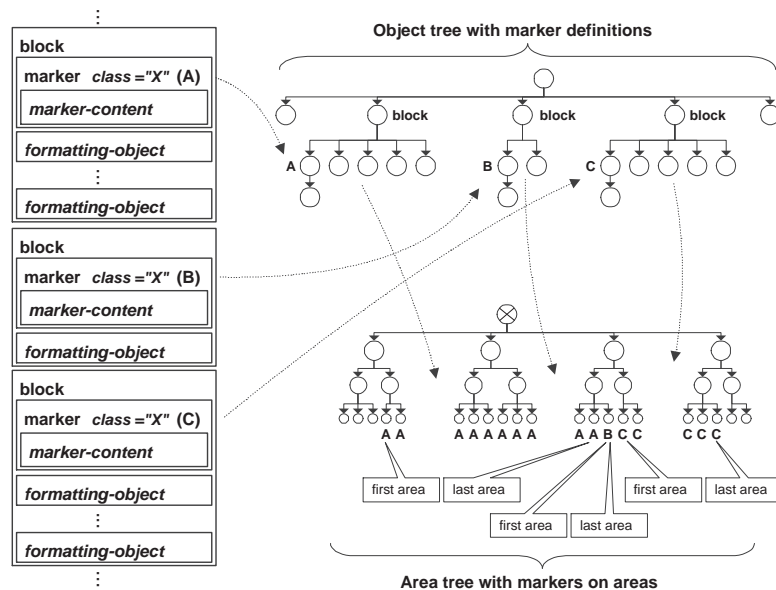 ⋮
block
marker class ="X" (A)
marker-content
formatting-object
⋮
formatting-object
block
marker class ="X" (B)
marker-content
formatting-object
block
marker class ="X" (C)
marker-content
formatting-object
⋮
formatting-object
⋮
Object tree with marker definitions
block block block
A B C
A A A A A A A A A A B C C C C C
first area last area first area last area
first area last area
Area tree with markers on areas